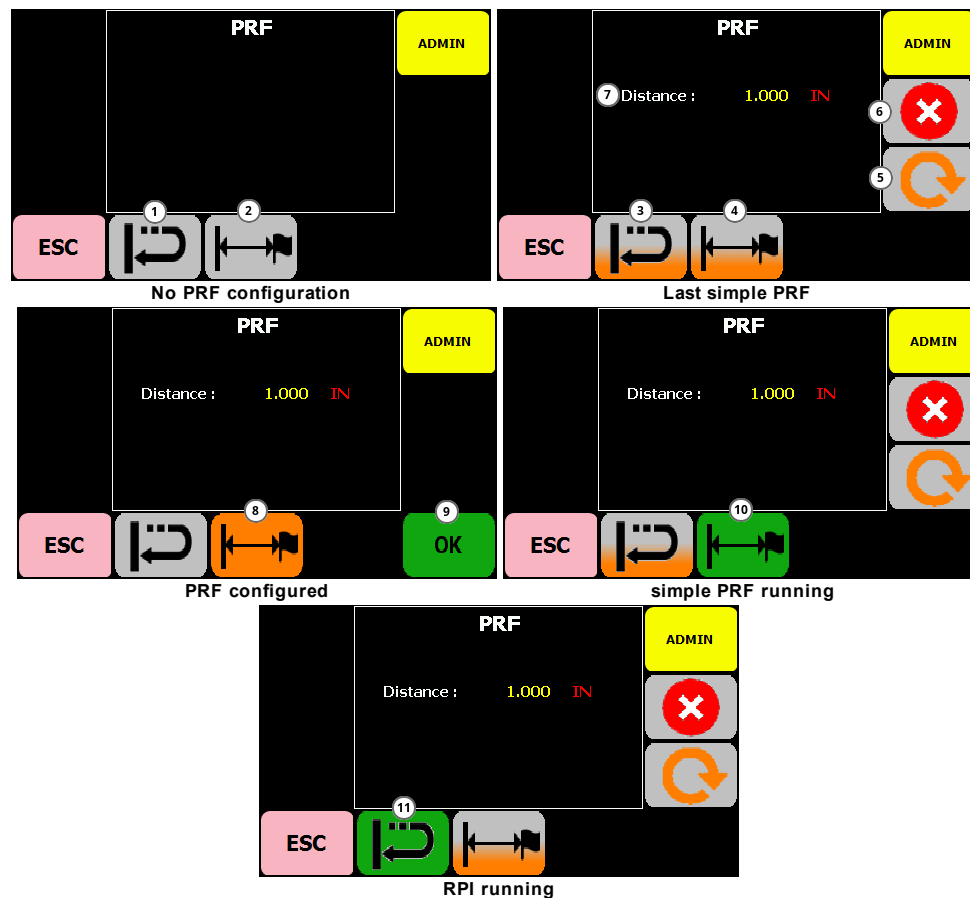 PRF
ADMIN
1
2
ESC
No PRF configuration
PRF
ADMIN
7 Distance : 1.000 IN
6
5
3
4
ESC
Last simple PRF
PRF
ADMIN
Distance : 1.000 IN
8
9
ESC
OK
PRF configured
PRF
ADMIN
Distance : 1.000 IN
10
ESC
simple PRF running
PRF
ADMIN
Distance : 1.000 IN
11
ESC
RPI running